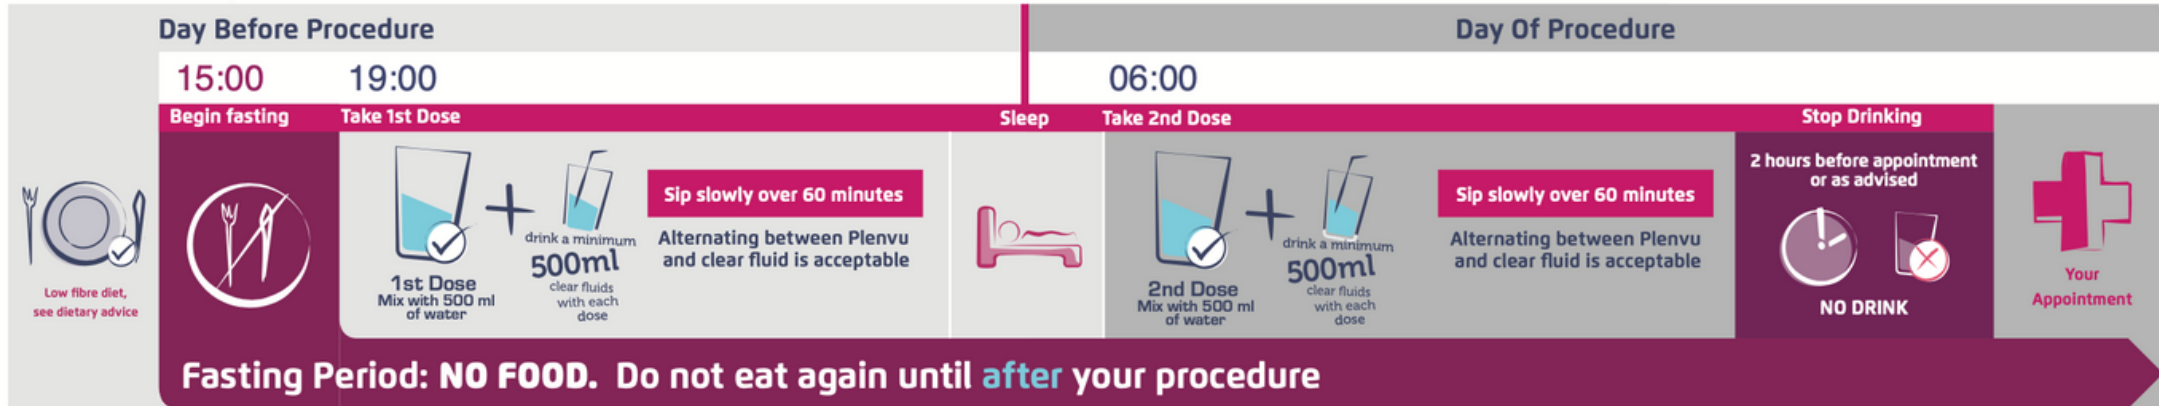 Day Before Procedure
Day Of Procedure
15:00
19:00
06:00
Begin fasting
Take 1st Dose
Sleep
Take 2nd Dose
Stop Drinking
Low fibre diet,
see dietary advice
1st Dose
Mix with 500 ml
of water
drink a minimum
500ml
clear fluids
with each
dose
Sip slowly over 60 minutes
Alternating between Plenvu
and clear fluid is acceptable
2nd Dose
Mix with 500 ml
of water
drink a minimum
500ml
clear fluids
with each
dose
Sip slowly over 60 minutes
Alternating between Plenvu
and clear fluid is acceptable
2 hours before appointment
or as advised
NO DRINK
Your
Appointment
Fasting Period: NO FOOD. Do not eat again until after your procedure